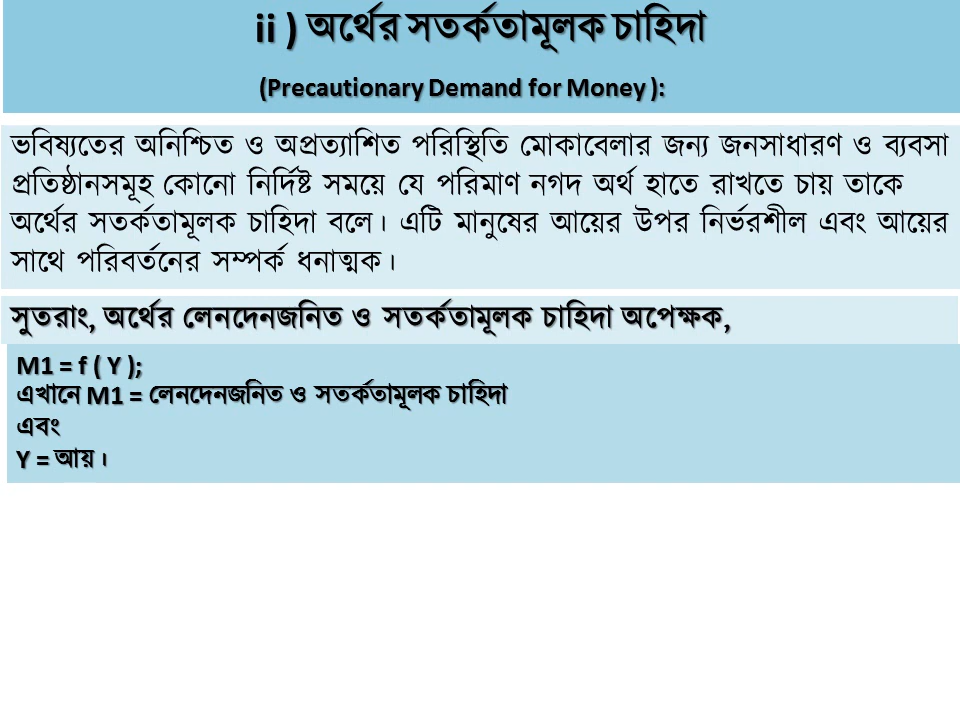 ii ) অর্থের সতর্কতামূলক চাহিদা
(Precautionary Demand for Money ):
ভবিষ্যতের অনিশ্চিত ও অপ্রত্যাশিত পরিস্থিতি মোকাবেলার জন্য জনসাধারণ ও ব্যবসা
প্রতিষ্ঠানসমূহ কোনো নির্দিষ্ট সময়ে যে পরিমাণ নগদ অর্থ হাতে রাখতে চায় তাকে
অর্থের সতর্কতামূলক চাহিদা বলে। এটি মানুষের আয়ের উপর নির্ভরশীল এবং আয়ের
সাথে পরিবর্তনের সম্পর্ক ধনাত্মক।
সুতরাং, অর্থের লেনদেনজনিত ও সতর্কতামূলক চাহিদা অপেক্ষক,
M1 = f ( Y );
এখানে M1 = লেনদেনজনিত ও সতর্কতামূলক চাহিদা
এবং
Y = আয় ।